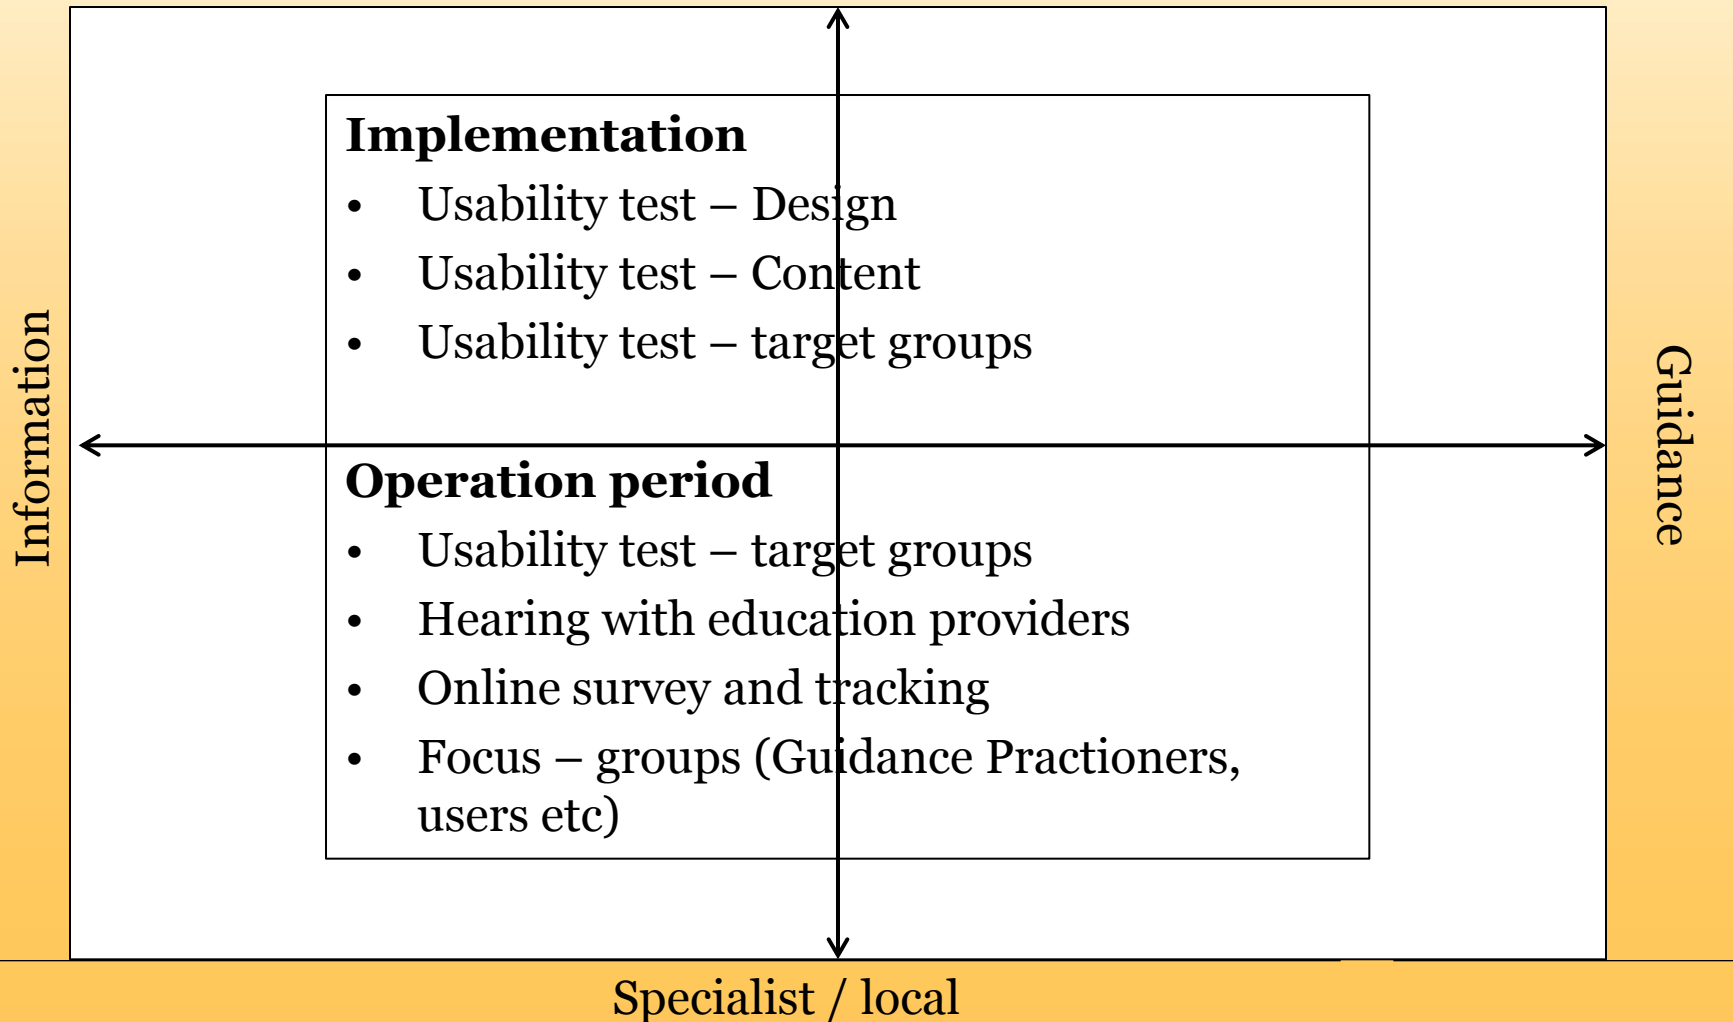 Implementation
• Usability test – Design
• Usability test – Content
• Usability test – target groups
Information
Guidance
Operation period
• Usability test – target groups
• Hearing with education providers
• Online survey and tracking
• Focus – groups (Guidance Practioners,
users etc)
Specialist / local